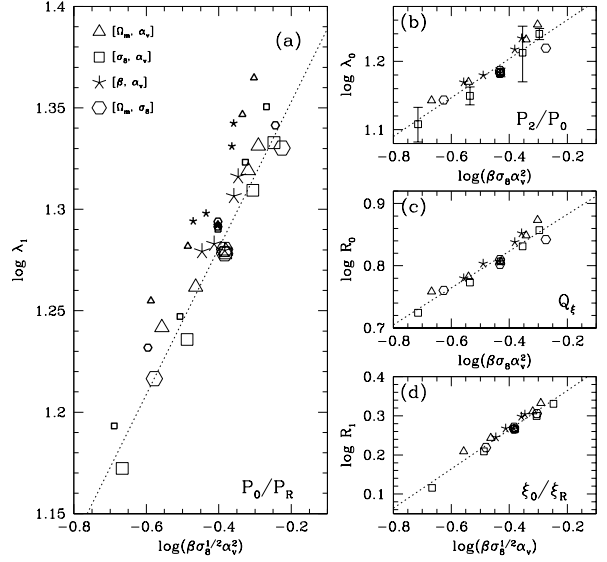 (a)
[Ωm, αv]
[σ8, αv]
[β, αv]
[Ωm, σ8]
log λ1
1.35
1.3
1.25
1.2
1.15
P0/PR
−0.8 −0.6 −0.4 −0.2
log(βσ8^1/2αv^2)
(b)
log λ0
1.2
1.1
P2/P0
−0.8 −0.6 −0.4 −0.2
log(βσ8αv^2)
(c)
log R0
0.9
0.8
0.7
Qξ
−0.8 −0.6 −0.4 −0.2
log(βσ8αv^2)
(d)
log R1
0.4
0.3
0.2
0.1
ξ0/ξR
−0.8 −0.6 −0.4 −0.2
log(βσ8^1/2αv)